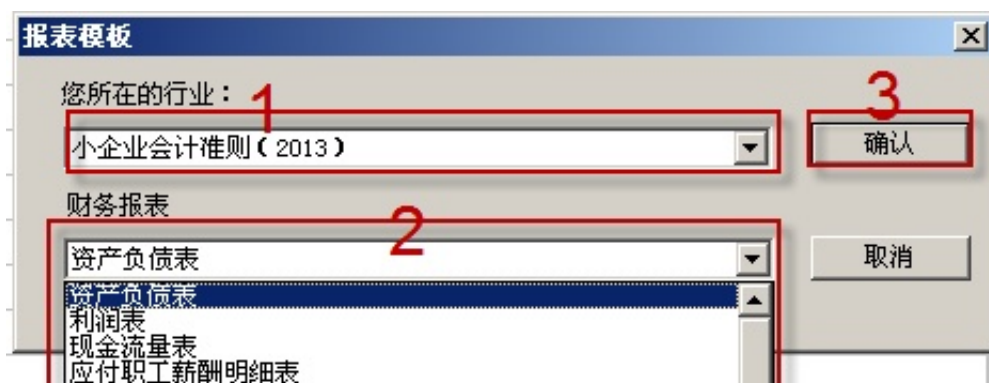 报表模板
您所在的行业：
1
3
小企业会计准则（2013）
确认
财务报表
2
资产负债表
取消
资产负债表
利润表
现金流量表
应付职工薪酬明细表